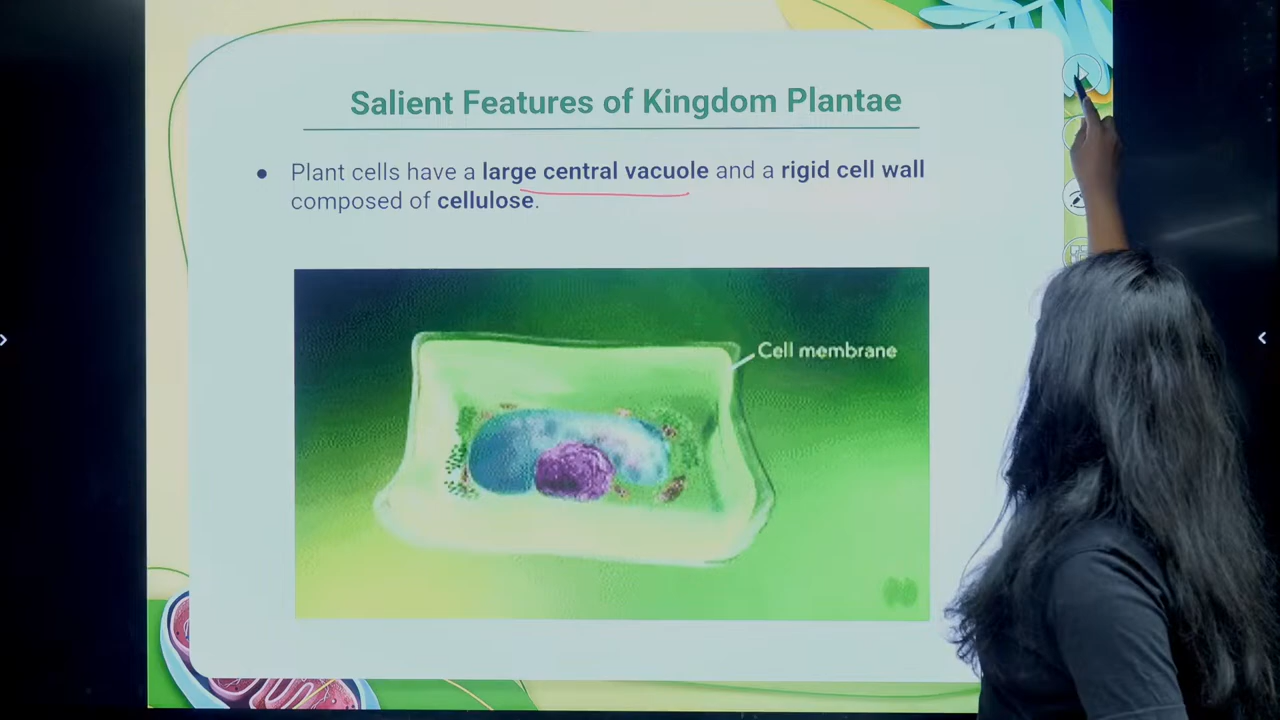 Salient Features of Kingdom Plantae
● Plant cells have a large central vacuole and a rigid cell wall
composed of cellulose.
Cell membrane